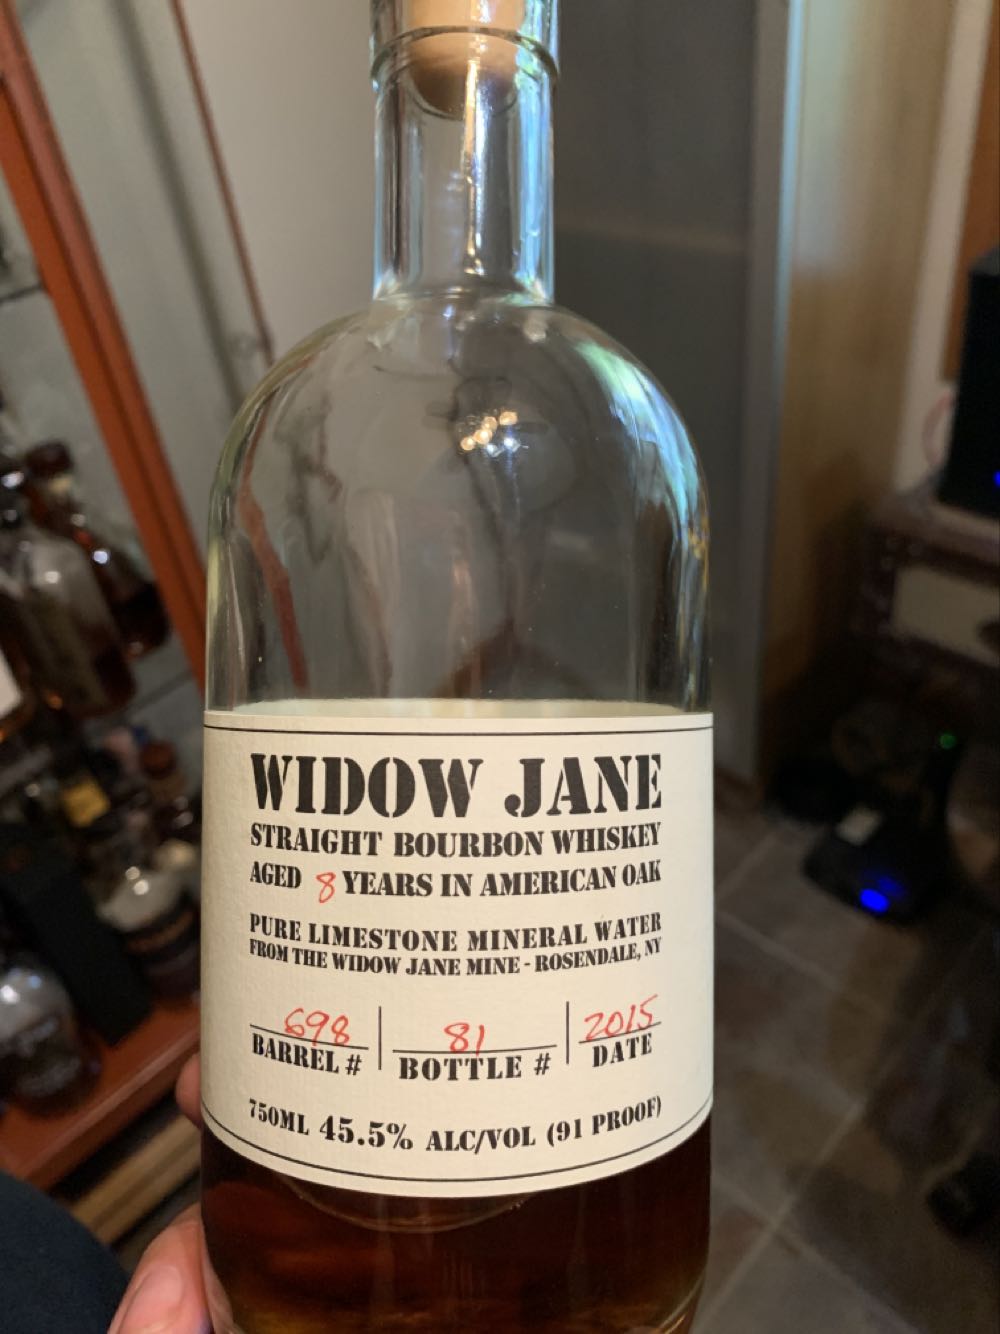 WIDOW JANE
STRAIGHT BOURBON WHISKEY
AGED 8 YEARS IN AMERICAN OAK
PURE LIMESTONE MINERAL WATER
FROM THE WIDOW JANE MINE - ROSENDALE, NY
698 81 2015
BARREL # BOTTLE # DATE
750ML 45.5% ALC/VOL (91 PROOF)